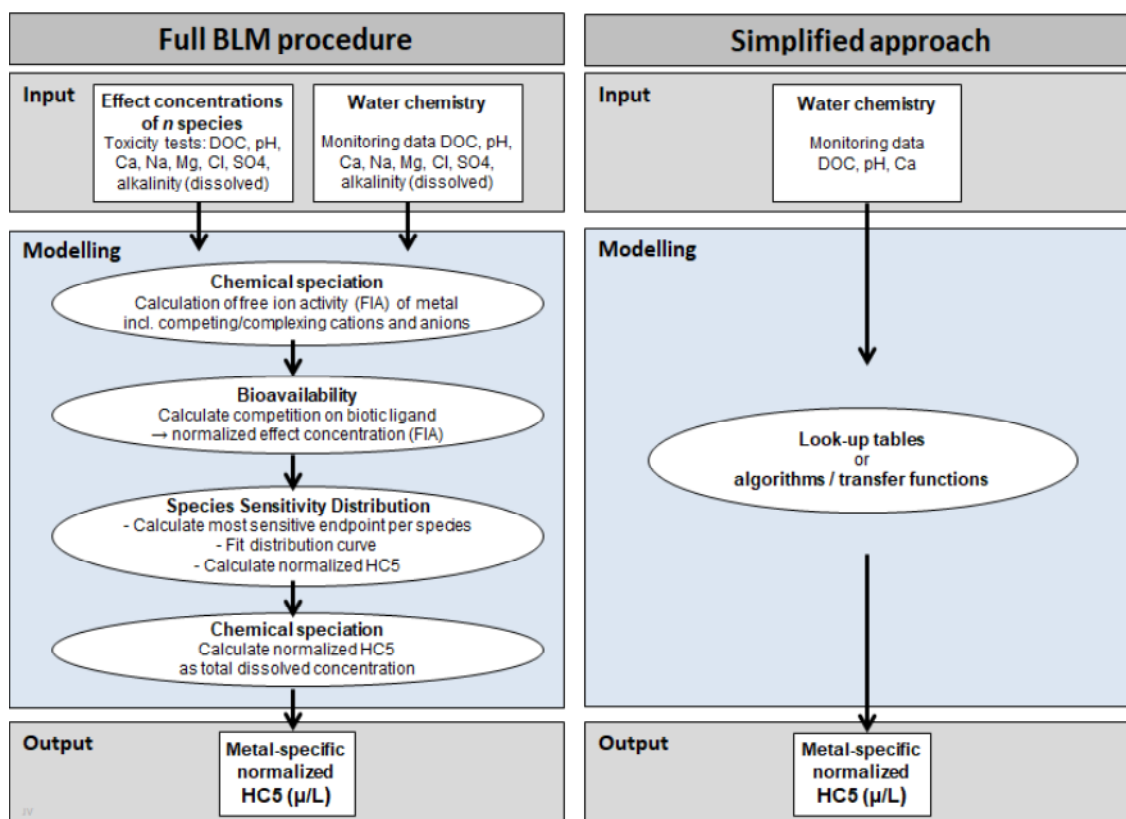 Full BLM procedure
Input
Effect concentrations
of n species
Toxicity tests: DOC, pH,
Ca, Na, Mg, Cl, SO4,
alkalinity (dissolved)
Water chemistry
Monitoring data DOC, pH,
Ca, Na, Mg, Cl, SO4,
alkalinity (dissolved)
Modelling
Chemical speciation
Calculation of free ion activity (FIA) of metal
incl. competing/complexing cations and anions
Bioavailability
Calculate competition on biotic ligand
→ normalized effect concentration (FIA)
Species Sensitivity Distribution
- Calculate most sensitive endpoint per species
- Fit distribution curve
- Calculate normalized HC5
Chemical speciation
Calculate normalized HC5
as total dissolved concentration
Output
Metal-specific
normalized
HC5 (µ/L)
IV
Simplified approach
Input
Water chemistry
Monitoring data
DOC, pH, Ca
Modelling
Look-up tables
or
algorithms / transfer functions
Output
Metal-specific
normalized
HC5 (µ/L)